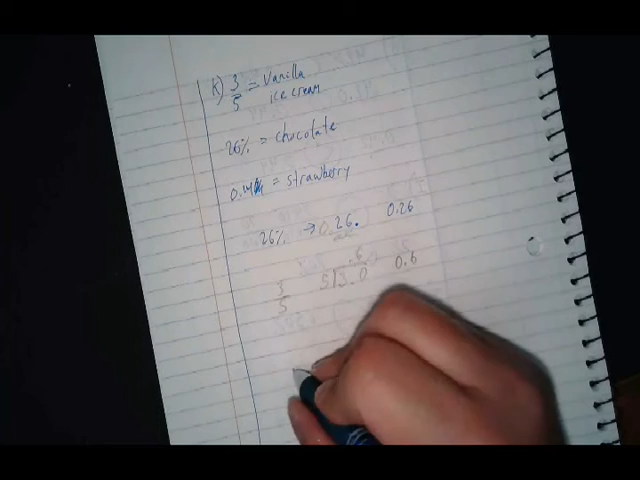 K) 3/5 = Vanilla
ice cream
26% = chocolate
= strawberry
26% → 0.26. 0.26
.6
3/5 5⟌3.0 0.6